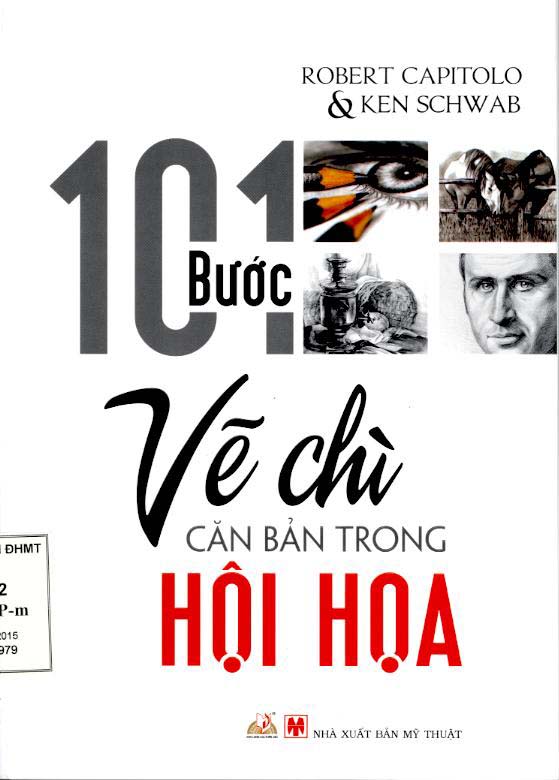 ROBERT CAPITOLO
& KEN SCHWAB
101
Bước
Vẽ chì
CĂN BẢN TRONG
HỘI HỌA
ĐHMT
2
P-m
2015
979
NHÀ XUẤT BẢN MỸ THUẬT